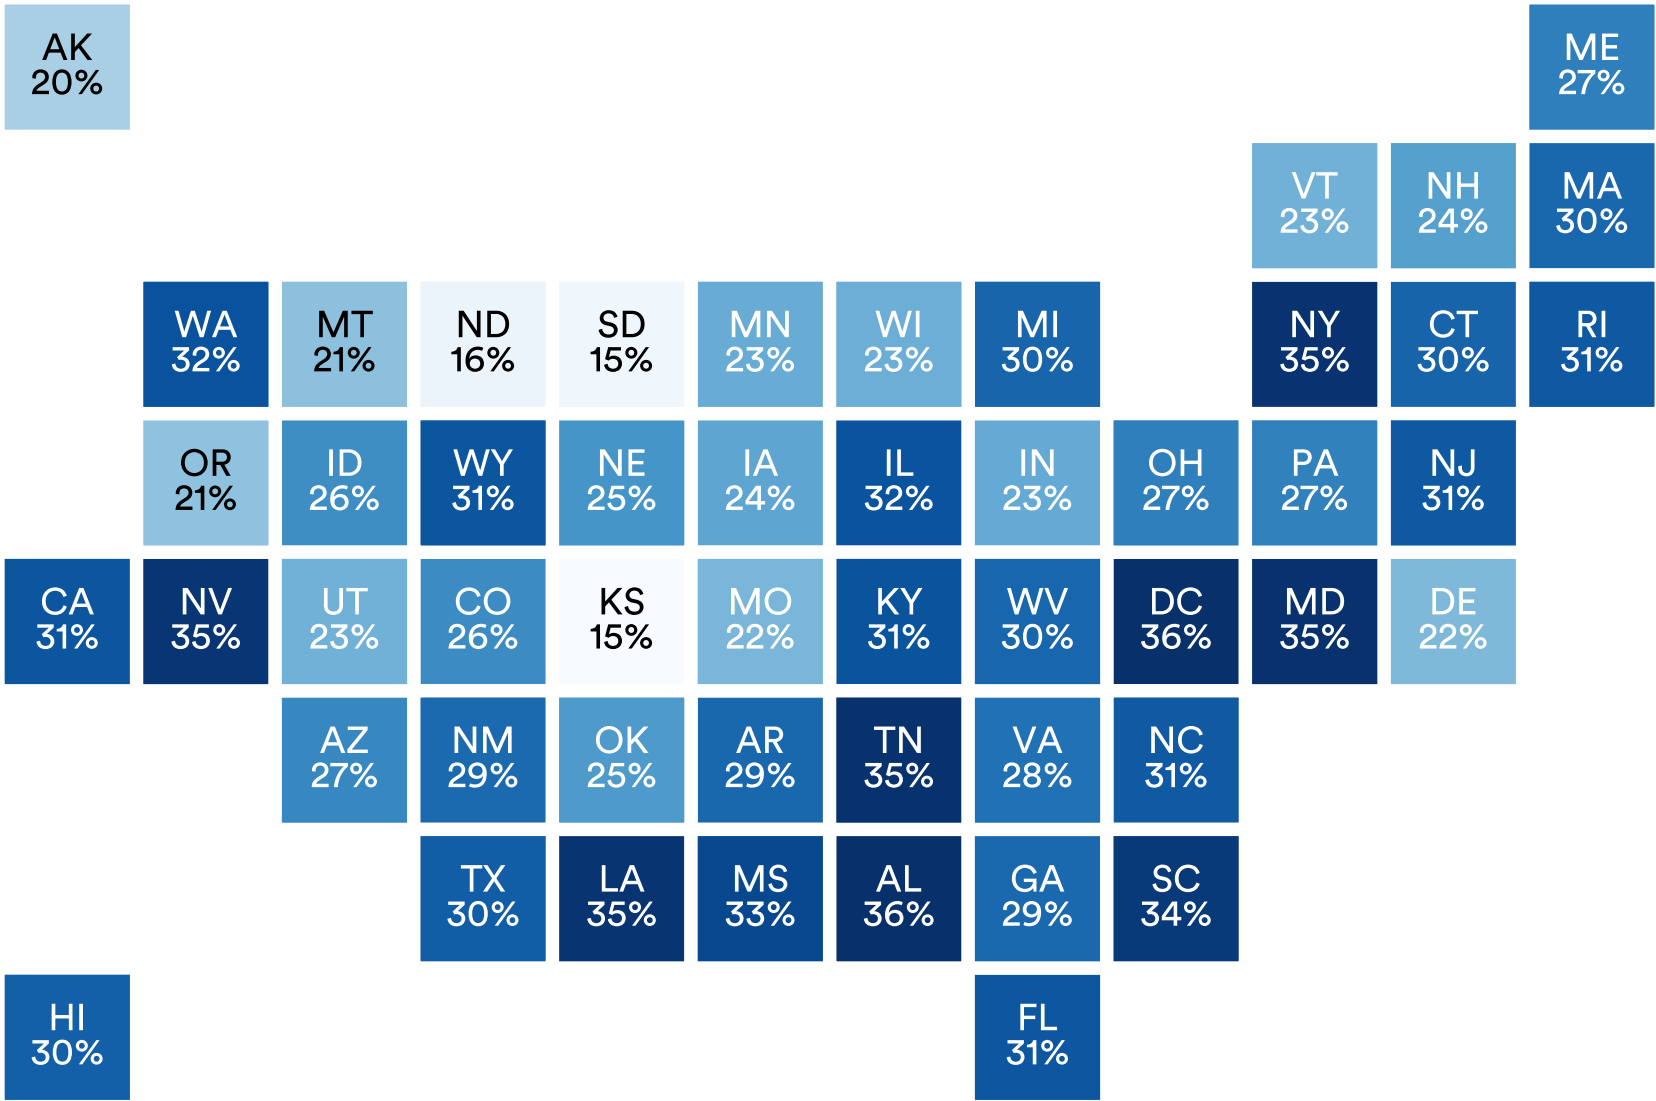 AK
20%
ME
27%
VT
23%
NH
24%
MA
30%
WA
32%
MT
21%
ND
16%
SD
15%
MN
23%
WI
23%
MI
30%
NY
35%
CT
30%
RI
31%
OR
21%
ID
26%
WY
31%
NE
25%
IA
24%
IL
32%
IN
23%
OH
27%
PA
27%
NJ
31%
CA
31%
NV
35%
UT
23%
CO
26%
KS
15%
MO
22%
KY
31%
WV
30%
DC
36%
MD
35%
DE
22%
AZ
27%
NM
29%
OK
25%
AR
29%
TN
35%
VA
28%
NC
31%
TX
30%
LA
35%
MS
33%
AL
36%
GA
29%
SC
34%
HI
30%
FL
31%